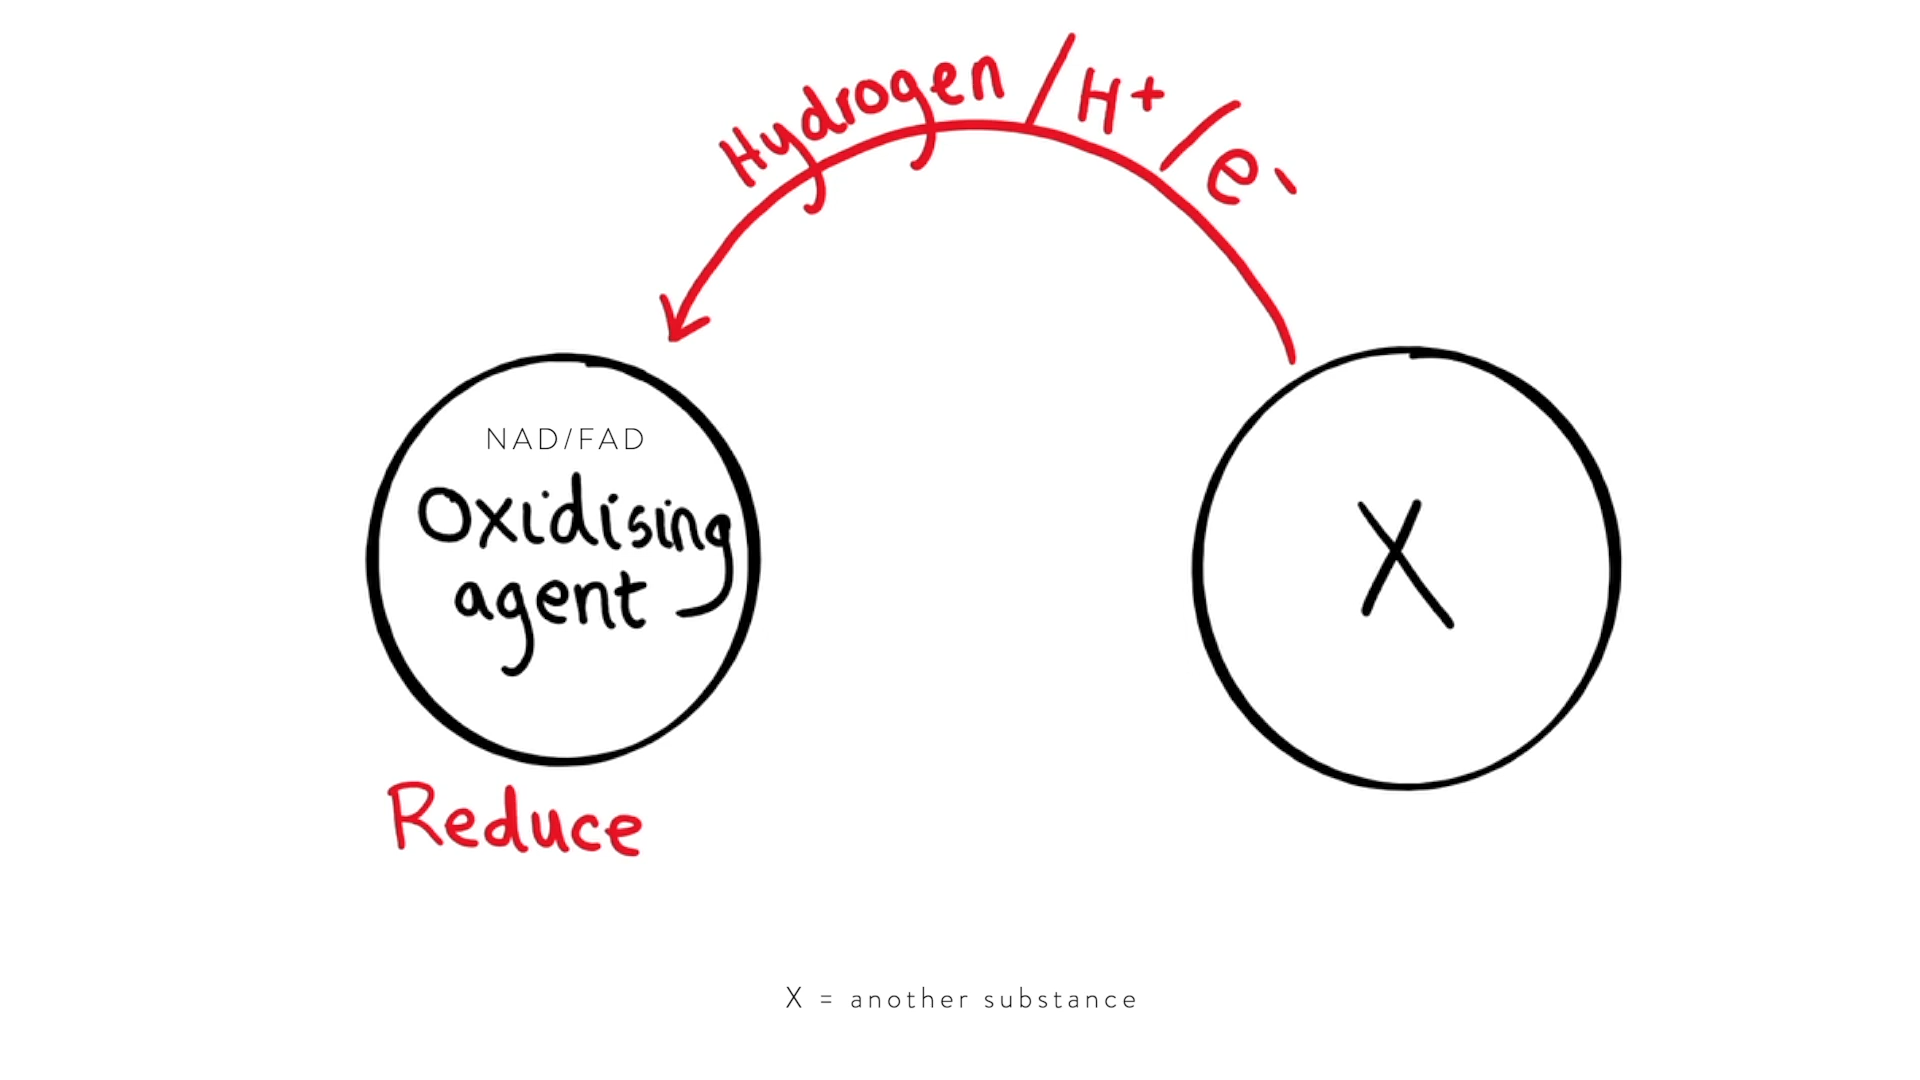 Hydrogen / H+ / e-
NAD/FAD
Oxidising
agent
X
Reduce
X = another substance